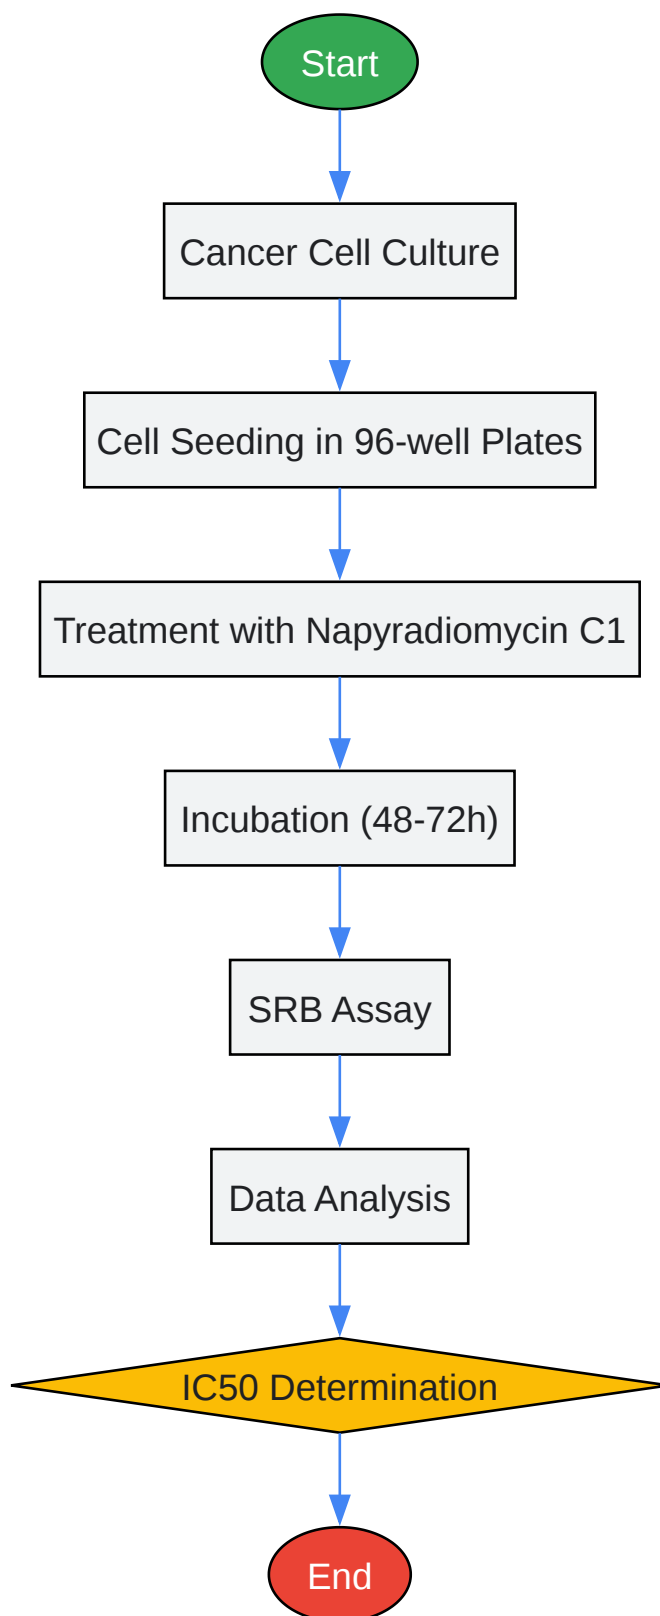 Start
Cancer Cell Culture
Cell Seeding in 96-well Plates
Treatment with Napyradiomycin C1
Incubation (48-72h)
SRB Assay
Data Analysis
IC50 Determination
End